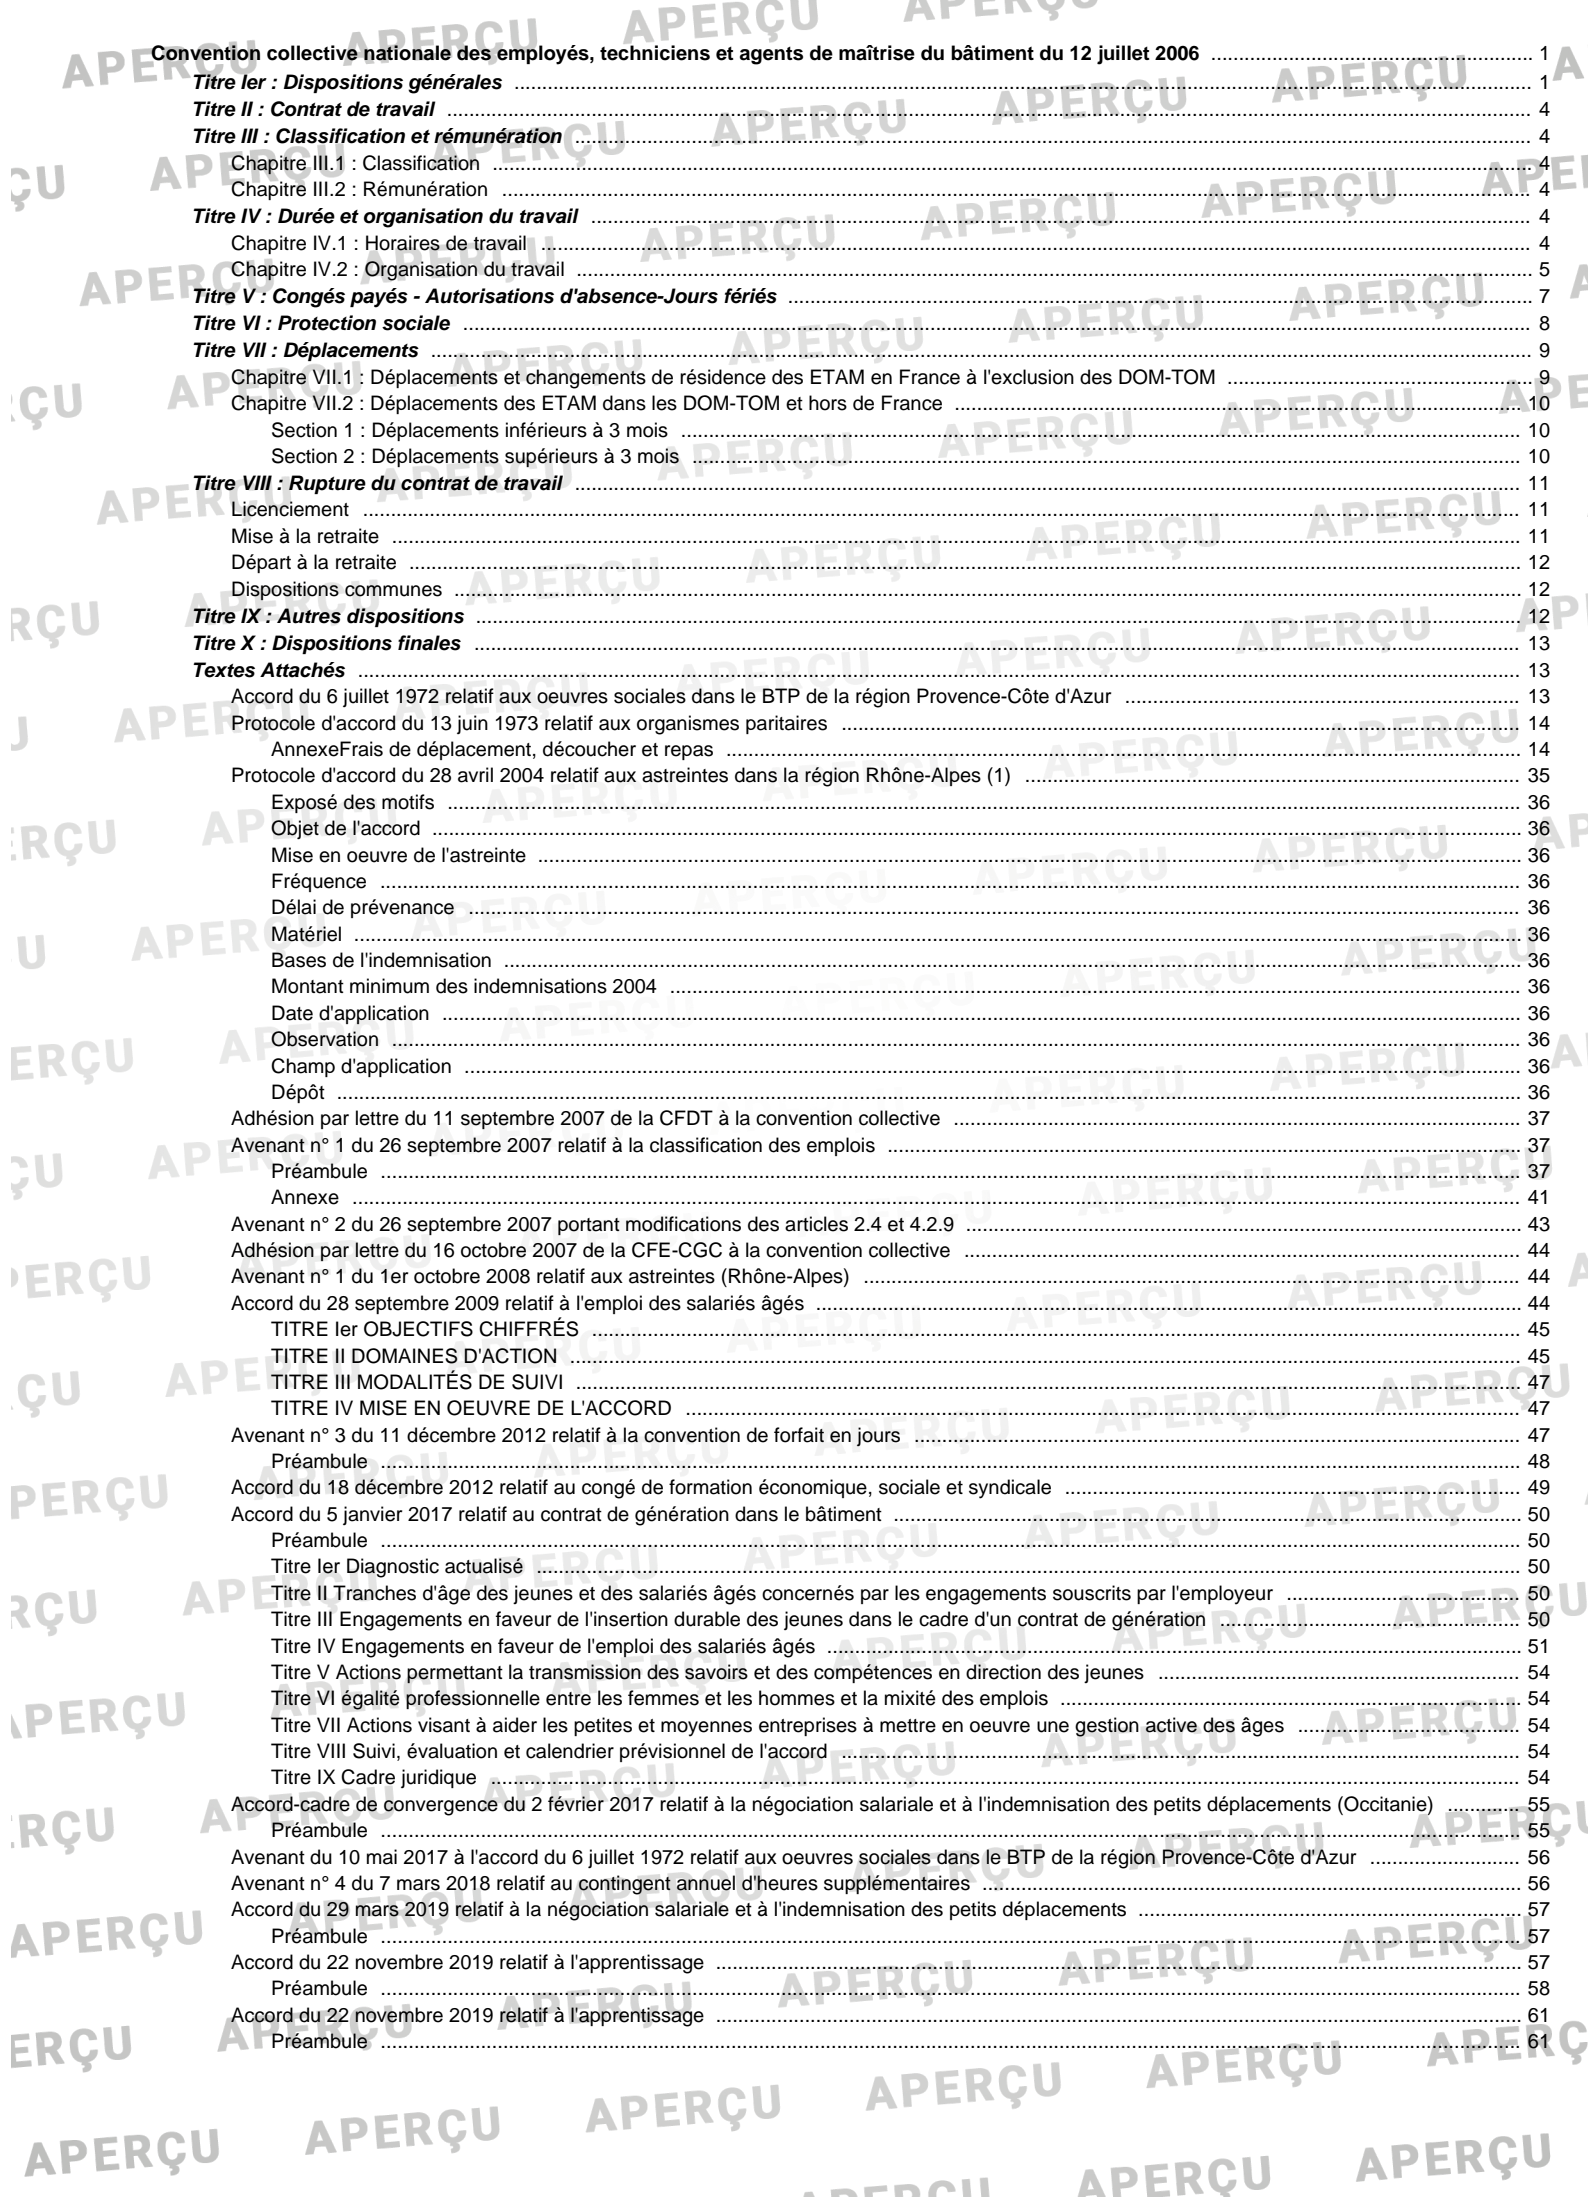 Convention collective nationale des employés, techniciens et agents de maîtrise du bâtiment du 12 juillet 2006 ........ 1
Titre Ier : Dispositions générales ........ 1
Titre II : Contrat de travail ........ 4
Titre III : Classification et rémunération ........ 4
Chapitre III.1 : Classification ........ 4
Chapitre III.2 : Rémunération ........ 4
Titre IV : Durée et organisation du travail ........ 4
Chapitre IV.1 : Horaires de travail ........ 4
Chapitre IV.2 : Organisation du travail ........ 5
Titre V : Congés payés - Autorisations d'absence-Jours fériés ........ 7
Titre VI : Protection sociale ........ 8
Titre VII : Déplacements ........ 9
Chapitre VII.1 : Déplacements et changements de résidence des ETAM en France à l'exclusion des DOM-TOM ........ 9
Chapitre VII.2 : Déplacements des ETAM dans les DOM-TOM et hors de France ........ 10
Section 1 : Déplacements inférieurs à 3 mois ........ 10
Section 2 : Déplacements supérieurs à 3 mois ........ 10
Titre VIII : Rupture du contrat de travail ........ 11
Licenciement ........ 11
Mise à la retraite ........ 11
Départ à la retraite ........ 12
Dispositions communes ........ 12
Titre IX : Autres dispositions ........ 12
Titre X : Dispositions finales ........ 13
Textes Attachés ........ 13
Accord du 6 juillet 1972 relatif aux oeuvres sociales dans le BTP de la région Provence-Côte d'Azur ........ 13
Protocole d'accord du 13 juin 1973 relatif aux organismes paritaires ........ 14
AnnexeFrais de déplacement, découcher et repas ........ 14
Protocole d'accord du 28 avril 2004 relatif aux astreintes dans la région Rhône-Alpes (1) ........ 35
Exposé des motifs ........ 36
Objet de l'accord ........ 36
Mise en oeuvre de l'astreinte ........ 36
Fréquence ........ 36
Délai de prévenance ........ 36
Matériel ........ 36
Bases de l'indemnisation ........ 36
Montant minimum des indemnisations 2004 ........ 36
Date d'application ........ 36
Observation ........ 36
Champ d'application ........ 36
Dépôt ........ 36
Adhésion par lettre du 11 septembre 2007 de la CFDT à la convention collective ........ 37
Avenant n° 1 du 26 septembre 2007 relatif à la classification des emplois ........ 37
Préambule ........ 37
Annexe ........ 41
Avenant n° 2 du 26 septembre 2007 portant modifications des articles 2.4 et 4.2.9 ........ 43
Adhésion par lettre du 16 octobre 2007 de la CFE-CGC à la convention collective ........ 44
Avenant n° 1 du 1er octobre 2008 relatif aux astreintes (Rhône-Alpes) ........ 44
Accord du 28 septembre 2009 relatif à l'emploi des salariés âgés ........ 44
TITRE Ier OBJECTIFS CHIFFRÉS ........ 45
TITRE II DOMAINES D'ACTION ........ 45
TITRE III MODALITÉS DE SUIVI ........ 47
TITRE IV MISE EN OEUVRE DE L'ACCORD ........ 47
Avenant n° 3 du 11 décembre 2012 relatif à la convention de forfait en jours ........ 47
Préambule ........ 48
Accord du 18 décembre 2012 relatif au congé de formation économique, sociale et syndicale ........ 49
Accord du 5 janvier 2017 relatif au contrat de génération dans le bâtiment ........ 50
Préambule ........ 50
Titre Ier Diagnostic actualisé ........ 50
Titre II Tranches d'âge des jeunes et des salariés âgés concernés par les engagements souscrits par l'employeur ........ 50
Titre III Engagements en faveur de l'insertion durable des jeunes dans le cadre d'un contrat de génération ........ 50
Titre IV Engagements en faveur de l'emploi des salariés âgés ........ 51
Titre V Actions permettant la transmission des savoirs et des compétences en direction des jeunes ........ 54
Titre VI égalité professionnelle entre les femmes et les hommes et la mixité des emplois ........ 54
Titre VII Actions visant à aider les petites et moyennes entreprises à mettre en oeuvre une gestion active des âges ........ 54
Titre VIII Suivi, évaluation et calendrier prévisionnel de l'accord ........ 54
Titre IX Cadre juridique ........ 54
Accord-cadre de convergence du 2 février 2017 relatif à la négociation salariale et à l'indemnisation des petits déplacements (Occitanie) ........ 55
Préambule ........ 55
Avenant du 10 mai 2017 à l'accord du 6 juillet 1972 relatif aux oeuvres sociales dans le BTP de la région Provence-Côte d'Azur ........ 56
Avenant n° 4 du 7 mars 2018 relatif au contingent annuel d'heures supplémentaires ........ 56
Accord du 29 mars 2019 relatif à la négociation salariale et à l'indemnisation des petits déplacements ........ 57
Préambule ........ 57
Accord du 22 novembre 2019 relatif à l'apprentissage ........ 57
Préambule ........ 58
Accord du 22 novembre 2019 relatif à l'apprentissage ........ 61
Préambule ........ 61
APERÇU